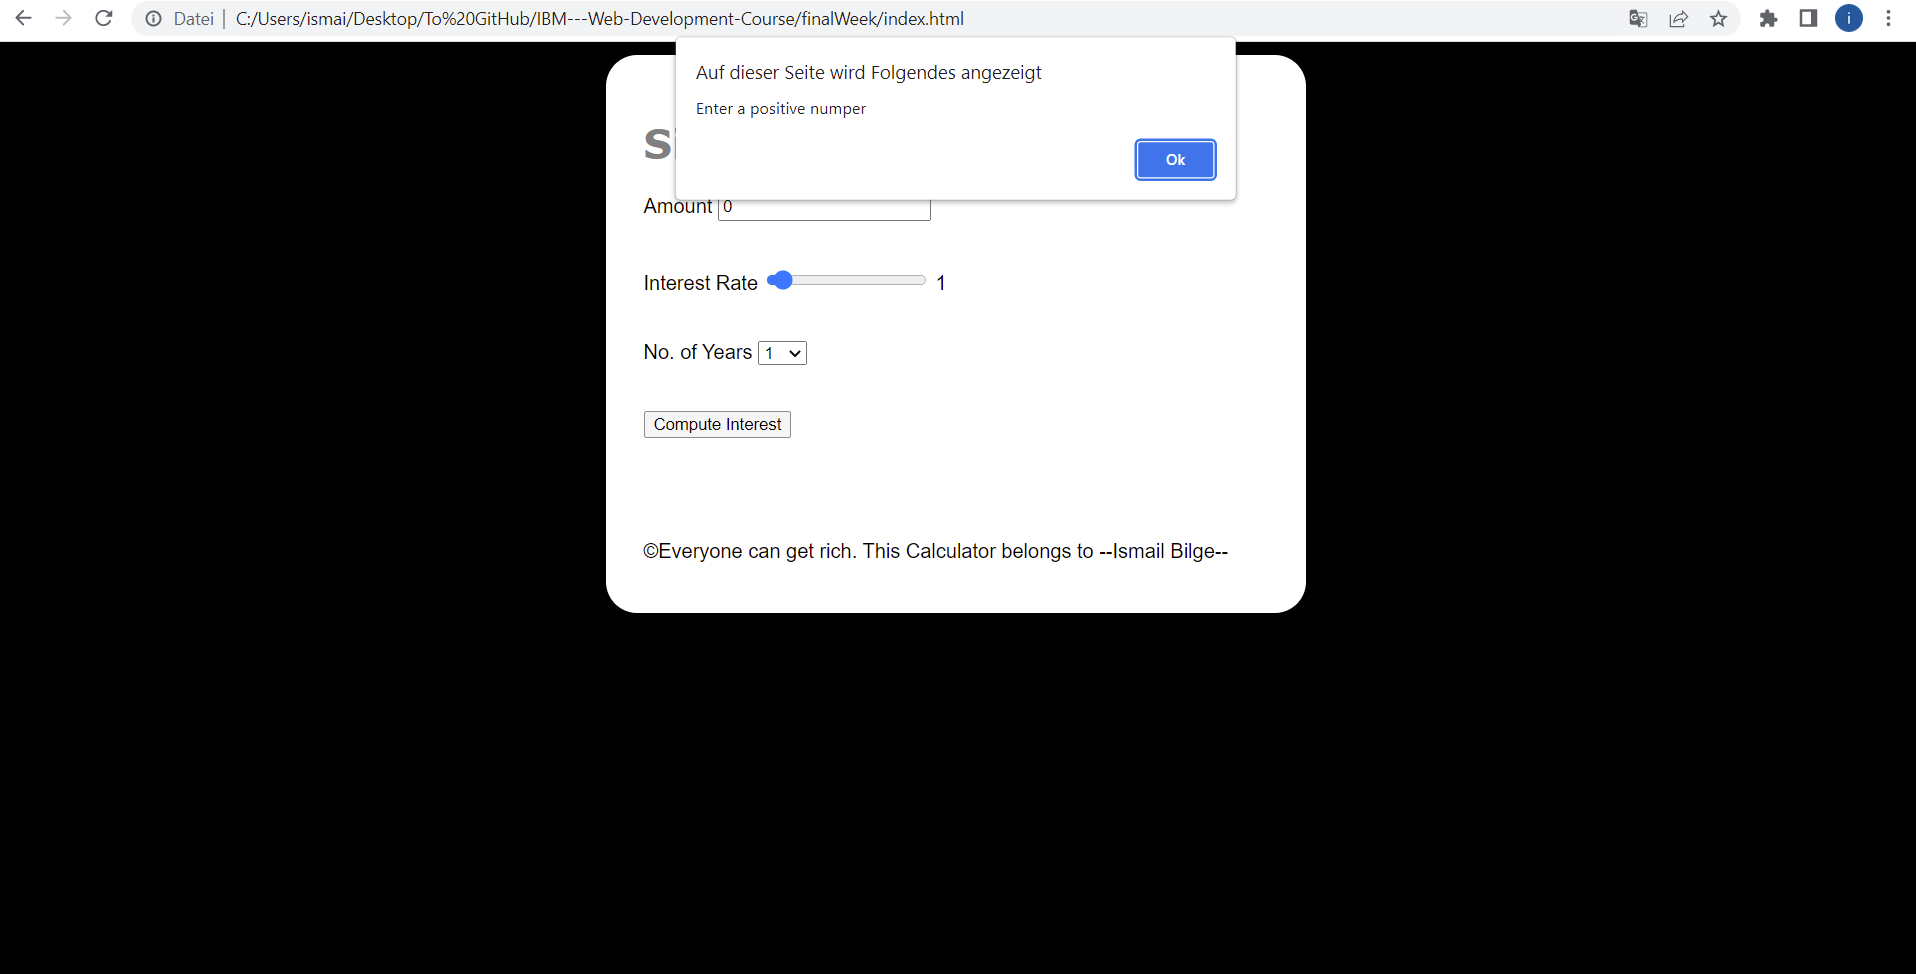 Datei | C:/Users/ismai/Desktop/To%20GitHub/IBM---Web-Development-Course/finalWeek/index.html
i
Auf dieser Seite wird Folgendes angezeigt
Enter a positive numper
Ok
Amount 0
Interest Rate 1
No. of Years 1
Compute Interest
©Everyone can get rich. This Calculator belongs to --Ismail Bilge--